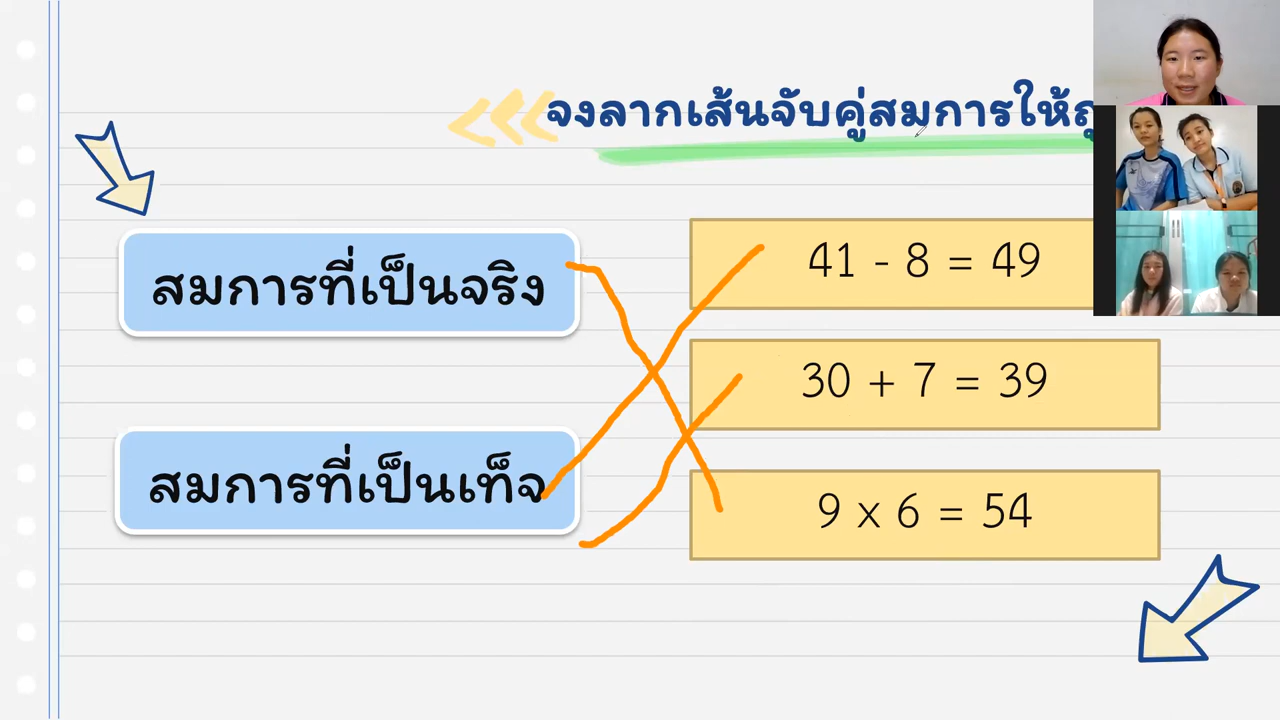 จงลากเส้นจับคู่สมการให้ถู
สมการที่เป็นจริง
41 - 8 = 49
30 + 7 = 39
สมการที่เป็นเท็จ
9 x 6 = 54